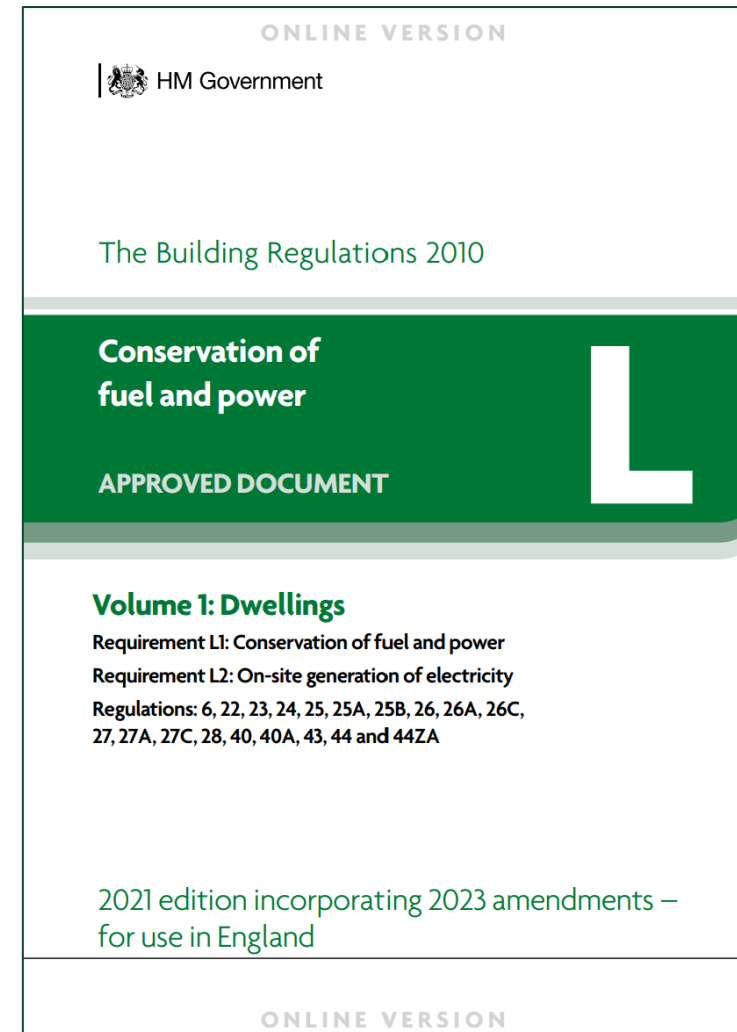 ONLINE VERSION
HM Government
The Building Regulations 2010
Conservation of
fuel and power
L
APPROVED DOCUMENT
Volume 1: Dwellings
Requirement L1: Conservation of fuel and power
Requirement L2: On-site generation of electricity
Regulations: 6, 22, 23, 24, 25, 25A, 25B, 26, 26A, 26C,
27, 27A, 27C, 28, 40, 40A, 43, 44 and 44ZA
2021 edition incorporating 2023 amendments –
for use in England
ONLINE VERSION